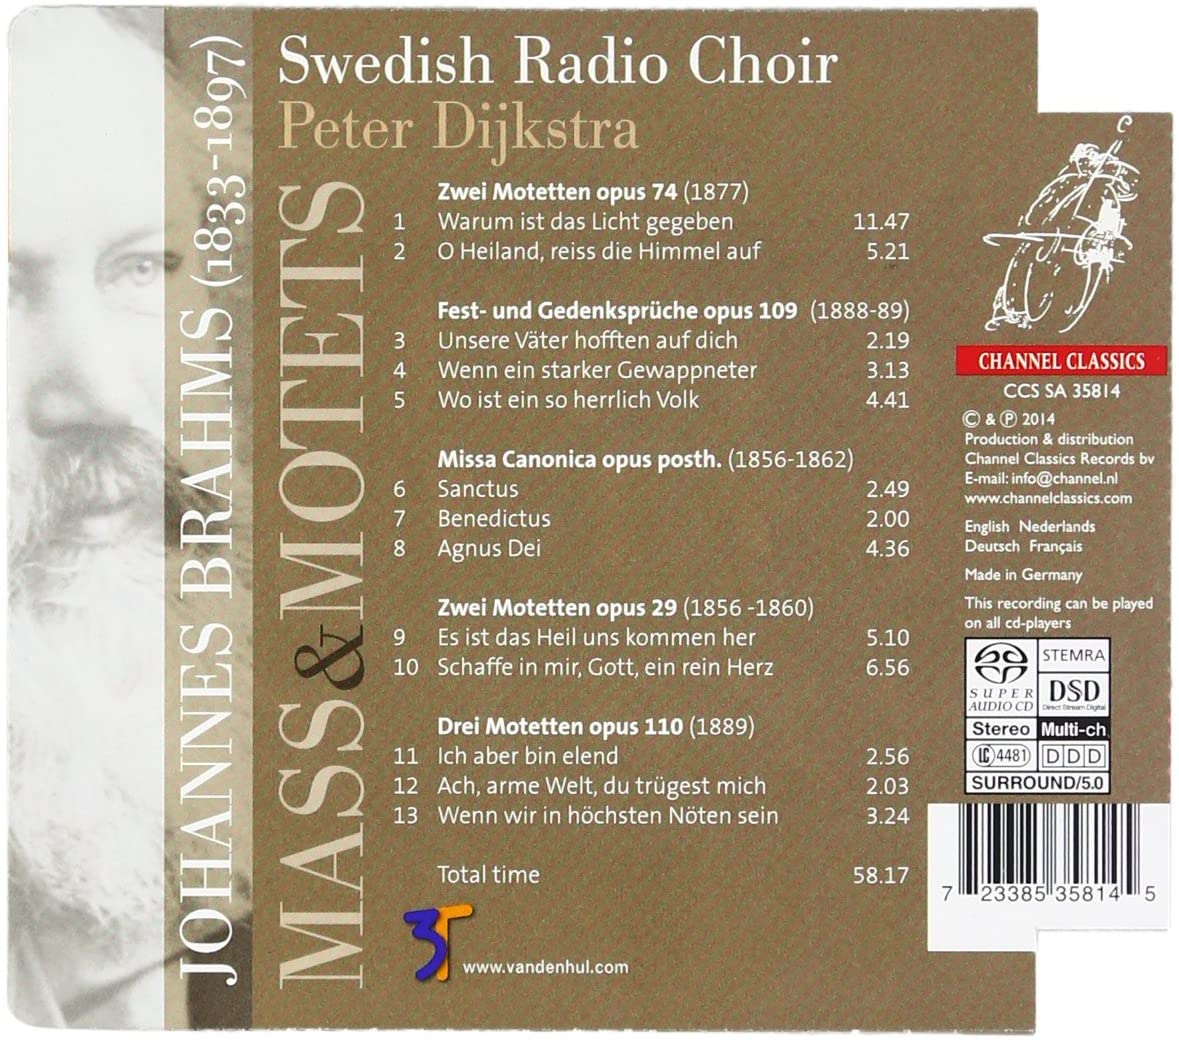 JOHANNES BRAHMS (1833-1897)
MASS & MOTETS
Swedish Radio Choir
Peter Dijkstra
Zwei Motetten opus 74 (1877)
1 Warum ist das Licht gegeben 11.47
2 O Heiland, reiss die Himmel auf 5.21
Fest- und Gedenksprüche opus 109 (1888-89)
3 Unsere Väter hofften auf dich 2.19
4 Wenn ein starker Gewappneter 3.13
5 Wo ist ein so herrlich Volk 4.41
Missa Canonica opus posth. (1856-1862)
6 Sanctus 2.49
7 Benedictus 2.00
8 Agnus Dei 4.36
Zwei Motetten opus 29 (1856 -1860)
9 Es ist das Heil uns kommen her 5.10
10 Schaffe in mir, Gott, ein rein Herz 6.56
Drei Motetten opus 110 (1889)
11 Ich aber bin elend 2.56
12 Ach, arme Welt, du trügest mich 2.03
13 Wenn wir in höchsten Nöten sein 3.24
Total time 58.17
3T www.vandenhul.com
CHANNEL CLASSICS
CCS SA 35814
© & ℗ 2014
Production & distribution
Channel Classics Records bv
E-mail: info@channel.nl
www.channelclassics.com
English Nederlands
Deutsch Français
Made in Germany
This recording can be played
on all cd-players
SUPER
AUDIO CD
STEMRA
DSD
Direct Stream Digital
Stereo Multi-ch
LC 4481 DDD
SURROUND/5.0
7 23385 35814 5